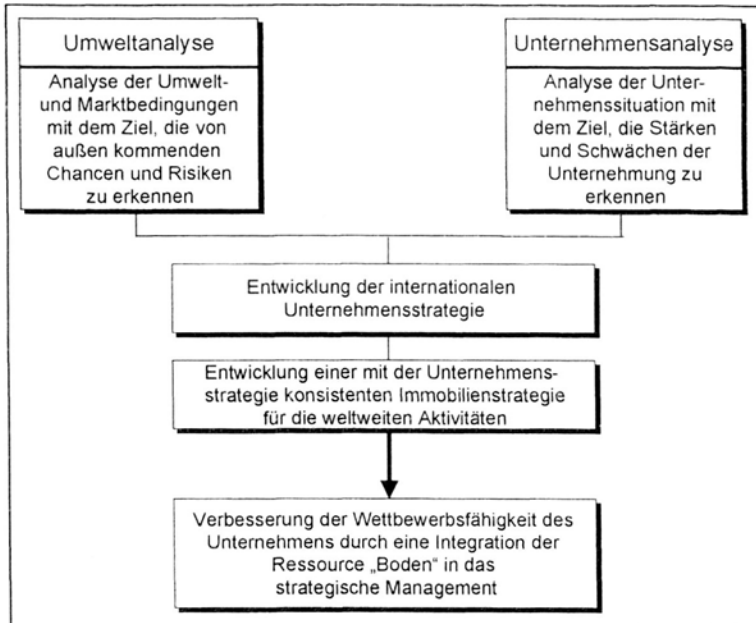 Umweltanalyse
Analyse der Umwelt-
und Marktbedingungen
mit dem Ziel, die von
außen kommenden
Chancen und Risiken
zu erkennen
Unternehmensanalyse
Analyse der Unter-
nehmenssituation mit
dem Ziel, die Stärken
und Schwächen der
Unternehmung zu
erkennen
Entwicklung der internationalen
Unternehmensstrategie
Entwicklung einer mit der Unternehmens-
strategie konsistenten Immobilienstrategie
für die weltweiten Aktivitäten
Verbesserung der Wettbewerbsfähigkeit des
Unternehmens durch eine Integration der
Ressource „Boden“ in das
strategische Management